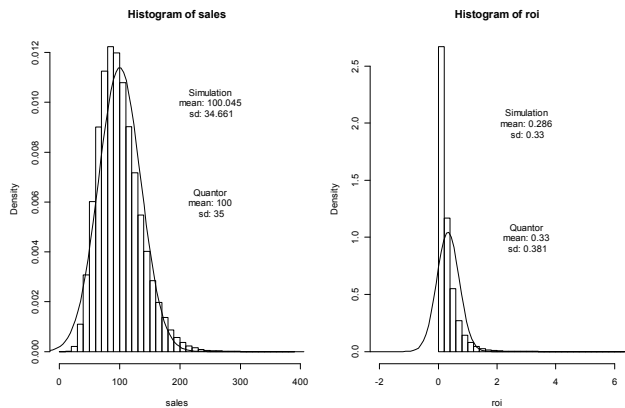 Histogram of sales
Density
0.000 0.002 0.004 0.006 0.008 0.010 0.012
Simulation
mean: 100.045
sd: 34.661
Quantor
mean: 100
sd: 35
0 100 200 300 400
sales
Histogram of roi
Density
0.0 0.5 1.0 1.5 2.0 2.5
Simulation
mean: 0.286
sd: 0.33
Quantor
mean: 0.33
sd: 0.381
-2 0 2 4 6
roi